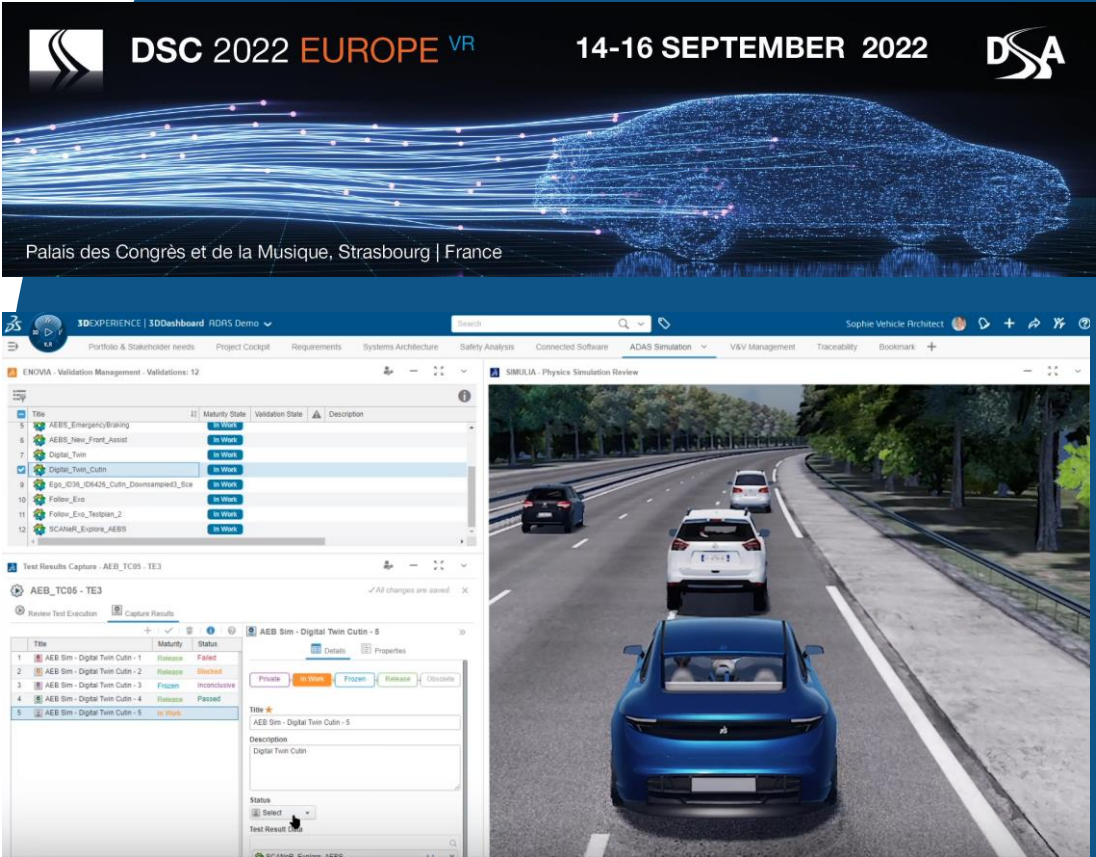 DSC 2022 EUROPE VR
14-16 SEPTEMBER 2022
DSA
Palais des Congrès et de la Musique, Strasbourg | France
3DEXPERIENCE | 3DDashboard ADAS Demo
Search
Sophie Vehicle Architect
V.R
Portfolio & Stakeholder needs
Project Cockpit
Requirements
Systems Architecture
Safety Analysis
Connected Software
ADAS Simulation
V&V Management
Traceability
Bookmark
ENOVIA - Validation Management - Validations: 12
Title Maturity State Validation State Description
5 AEBS_EmergencyBraking In Work
6 AEBS_New_Front_Assist In Work
7 Digital_Twin In Work
Digital_Twin_Cutin In Work
9 Ego_ID36_ID6426_Cutin_Downsampled3_Sce In Work
10 Follow_Exo In Work
11 Follow_Exo_Testplan_2 In Work
12 SCANeR_Explore_AEBS In Work
Test Results Capture - AEB_TC05 - TE3
AEB_TC05 - TE3
All changes are saved
Review Test Execution
Capture Results
Title Maturity Status
1 AEB Sim - Digital Twin Cutin - 1 Release Failed
2 AEB Sim - Digital Twin Cutin - 2 Release Blocked
3 AEB Sim - Digital Twin Cutin - 3 Frozen Inconclusive
4 AEB Sim - Digital Twin Cutin - 4 Release Passed
5 AEB Sim - Digital Twin Cutin - 5 In Work
AEB Sim - Digital Twin Cutin - 5
Details
Properties
Private
In Work
Frozen
Release
Obsolete
Title
AEB Sim - Digital Twin Cutin - 5
Description
Digital Twin Cutin
Status
Select
Test Result Data
SCANeR_Explore_AEBS
SIMULIA - Physics Simulation Review